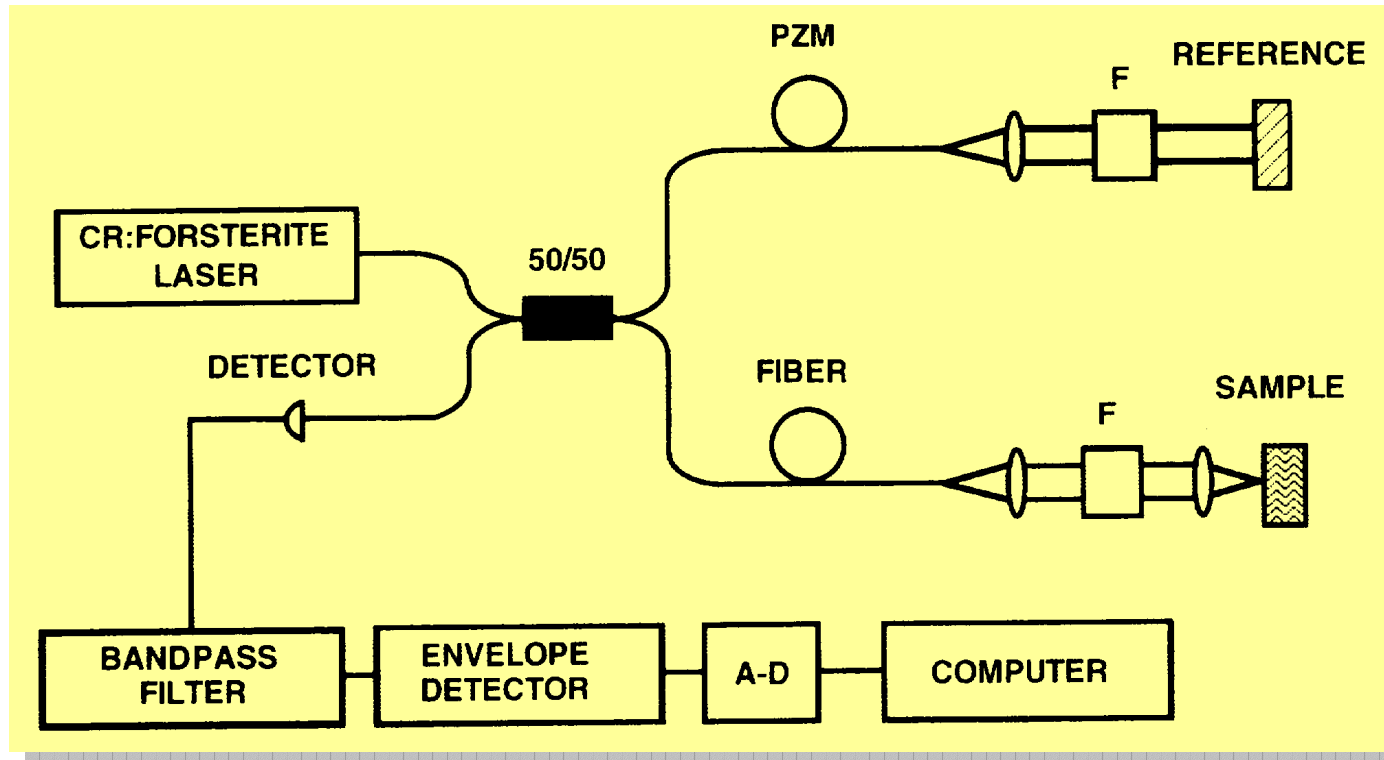 PZM
REFERENCE
F
CR:FORSTERITE
LASER
50/50
DETECTOR
FIBER
SAMPLE
F
BANDPASS
FILTER
ENVELOPE
DETECTOR
A-D
COMPUTER